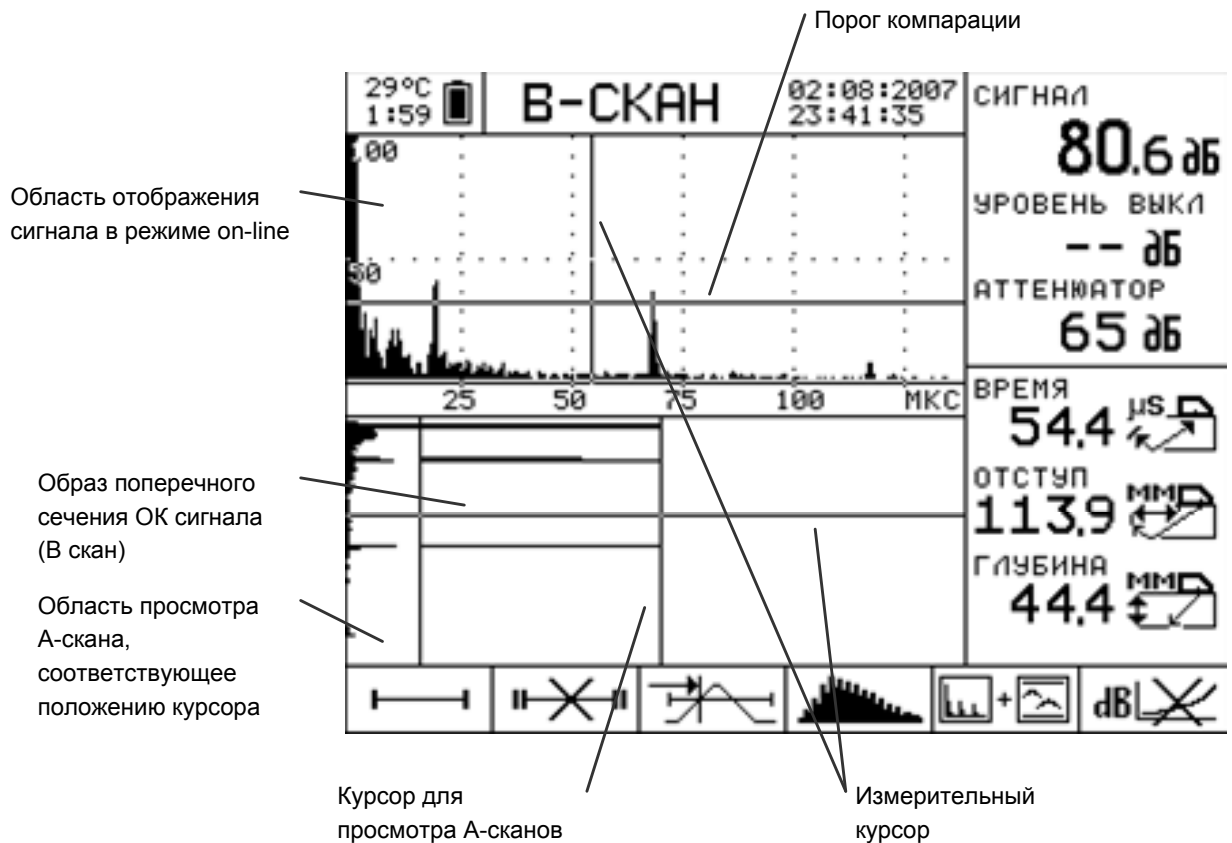 Порог компарации
29°C
1:59
В-СКАН
02:08:2007
23:41:35
СИГНАЛ
80.6 дБ
УРОВЕНЬ ВЫКЛ
-- дБ
АТТЕНЮАТОР
65 дБ
Область отображения
сигнала в режиме on-line
25 50 75 100 МКС
ВРЕМЯ
54.4 µS
ОТСТУП
113.9 ММ
ГЛУБИНА
44.4 ММ
Образ поперечного
сечения ОК сигнала
(В скан)
Область просмотра
А-скана,
соответствующее
положению курсора
+
dB
Курсор для
просмотра А-сканов
Измерительный
курсор